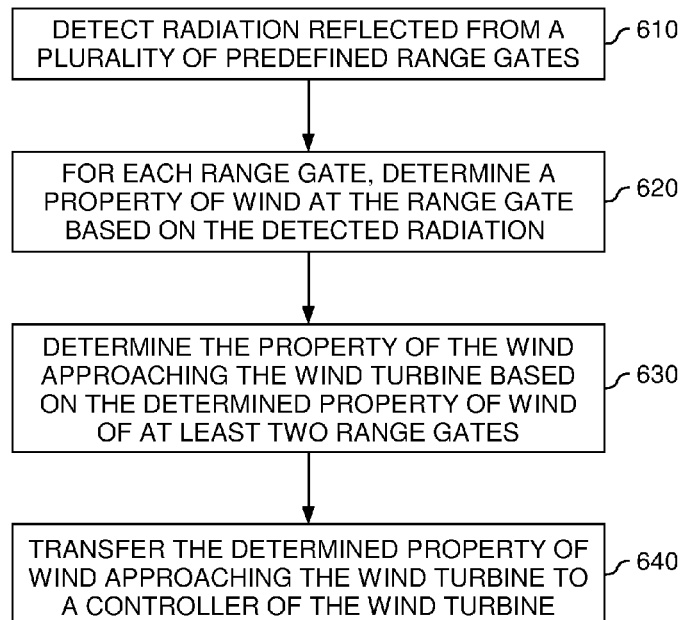 DETECT RADIATION REFLECTED FROM A
PLURALITY OF PREDEFINED RANGE GATES
610
FOR EACH RANGE GATE, DETERMINE A
PROPERTY OF WIND AT THE RANGE GATE
BASED ON THE DETECTED RADIATION
620
DETERMINE THE PROPERTY OF THE WIND
APPROACHING THE WIND TURBINE BASED
ON THE DETERMINED PROPERTY OF WIND
OF AT LEAST TWO RANGE GATES
630
TRANSFER THE DETERMINED PROPERTY OF
WIND APPROACHING THE WIND TURBINE TO
A CONTROLLER OF THE WIND TURBINE
640